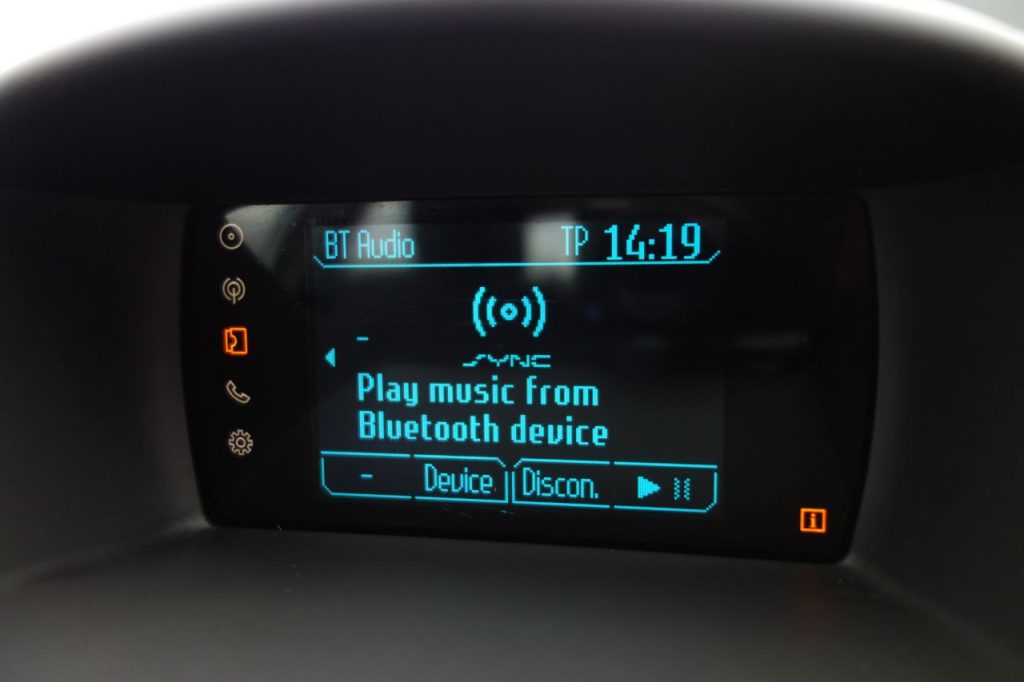 BT Audio TP 14:19
–
SYNC
Play music from
Bluetooth device
– Device Discon.
i